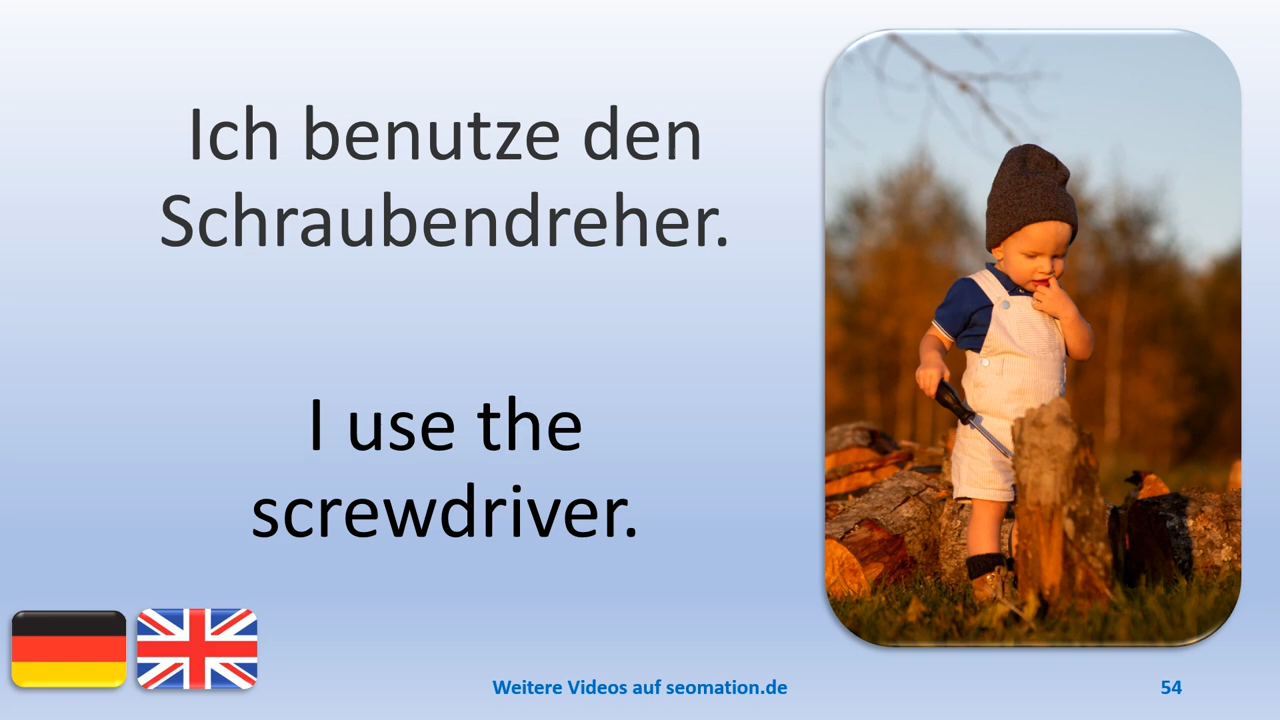 Ich benutze den
Schraubendreher.
I use the
screwdriver.
Weitere Videos auf seomation.de
54